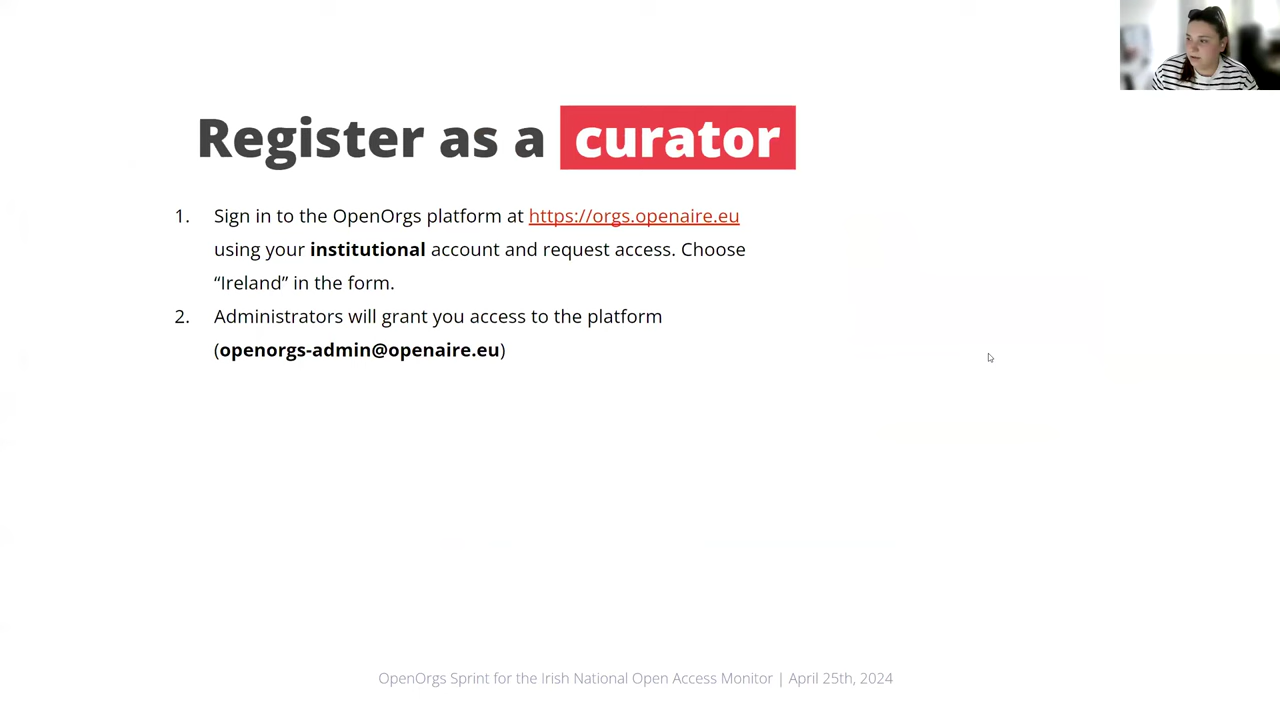 Register as a curator
1. Sign in to the OpenOrgs platform at https://orgs.openaire.eu
using your institutional account and request access. Choose
“Ireland” in the form.
2. Administrators will grant you access to the platform
(openorgs-admin@openaire.eu)
OpenOrgs Sprint for the Irish National Open Access Monitor | April 25th, 2024